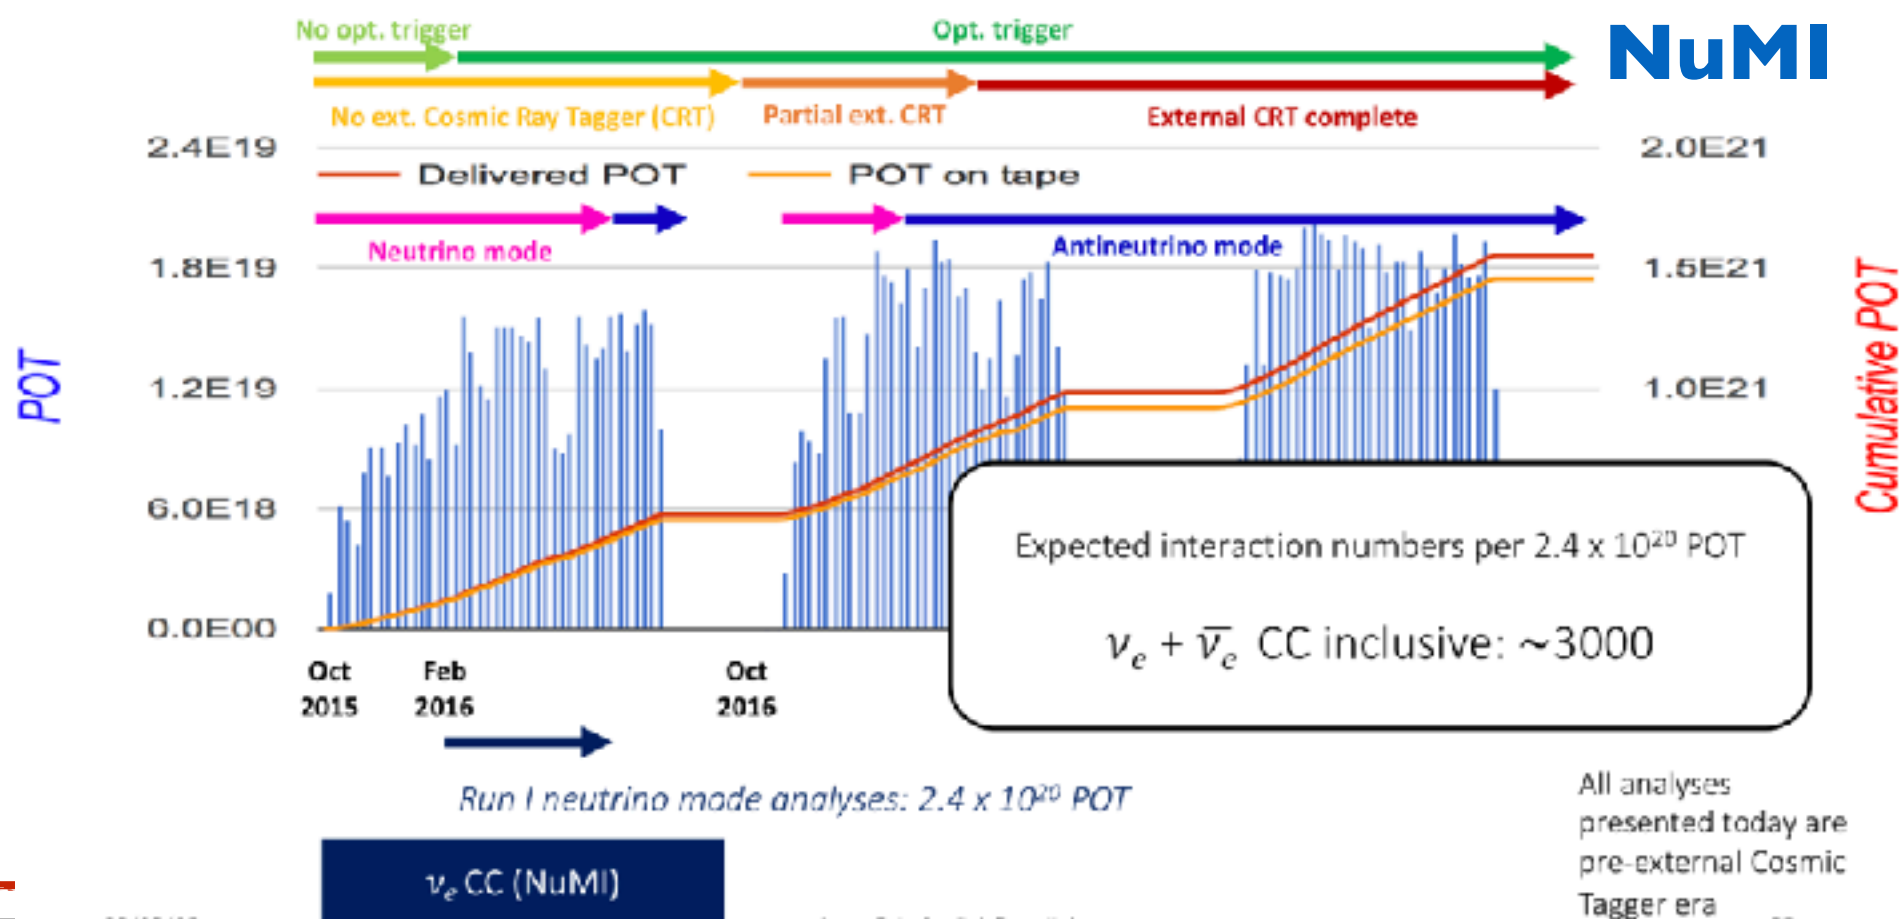 No opt. trigger
Opt. trigger
NuMI
No ext. Cosmic Ray Tagger (CRT)
Partial ext. CRT
External CRT complete
2.4E19
2.0E21
Delivered POT
POT on tape
Neutrino mode
Antineutrino mode
1.8E19
1.5E21
POT
Cumulative POT
1.2E19
1.0E21
6.0E18
0.0E00
Expected interaction numbers per 2.4 x 10²⁰ POT
νₑ + ν̅ₑ CC inclusive: ~3000
Oct
2015
Feb
2016
Oct
2016
Run I neutrino mode analyses: 2.4 x 10²⁰ POT
νₑ CC (NuMI)
All analyses
presented today are
pre-external Cosmic
Tagger era